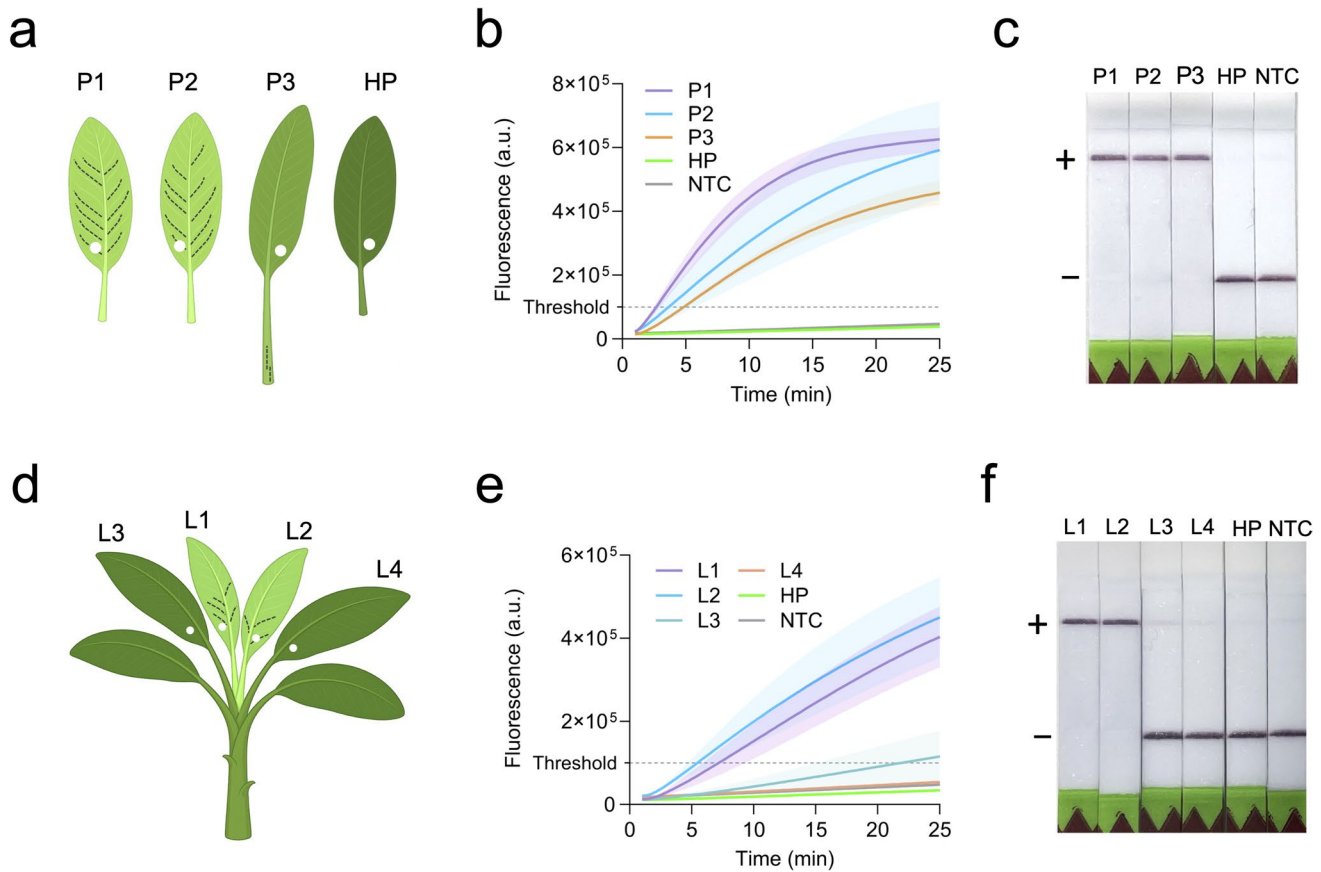 a
P1 P2 P3 HP
b
8×10⁵
6×10⁵
4×10⁵
2×10⁵
Threshold
0
Fluorescence (a.u.)
P1
P2
P3
HP
NTC
0 5 10 15 20 25
Time (min)
c
P1 P2 P3 HP NTC
+
−
d
L3 L1 L2 L4
e
6×10⁵
4×10⁵
2×10⁵
Threshold
0
Fluorescence (a.u.)
L1 L4
L2 HP
L3 NTC
0 5 10 15 20 25
Time (min)
f
L1 L2 L3 L4 HP NTC
+
−